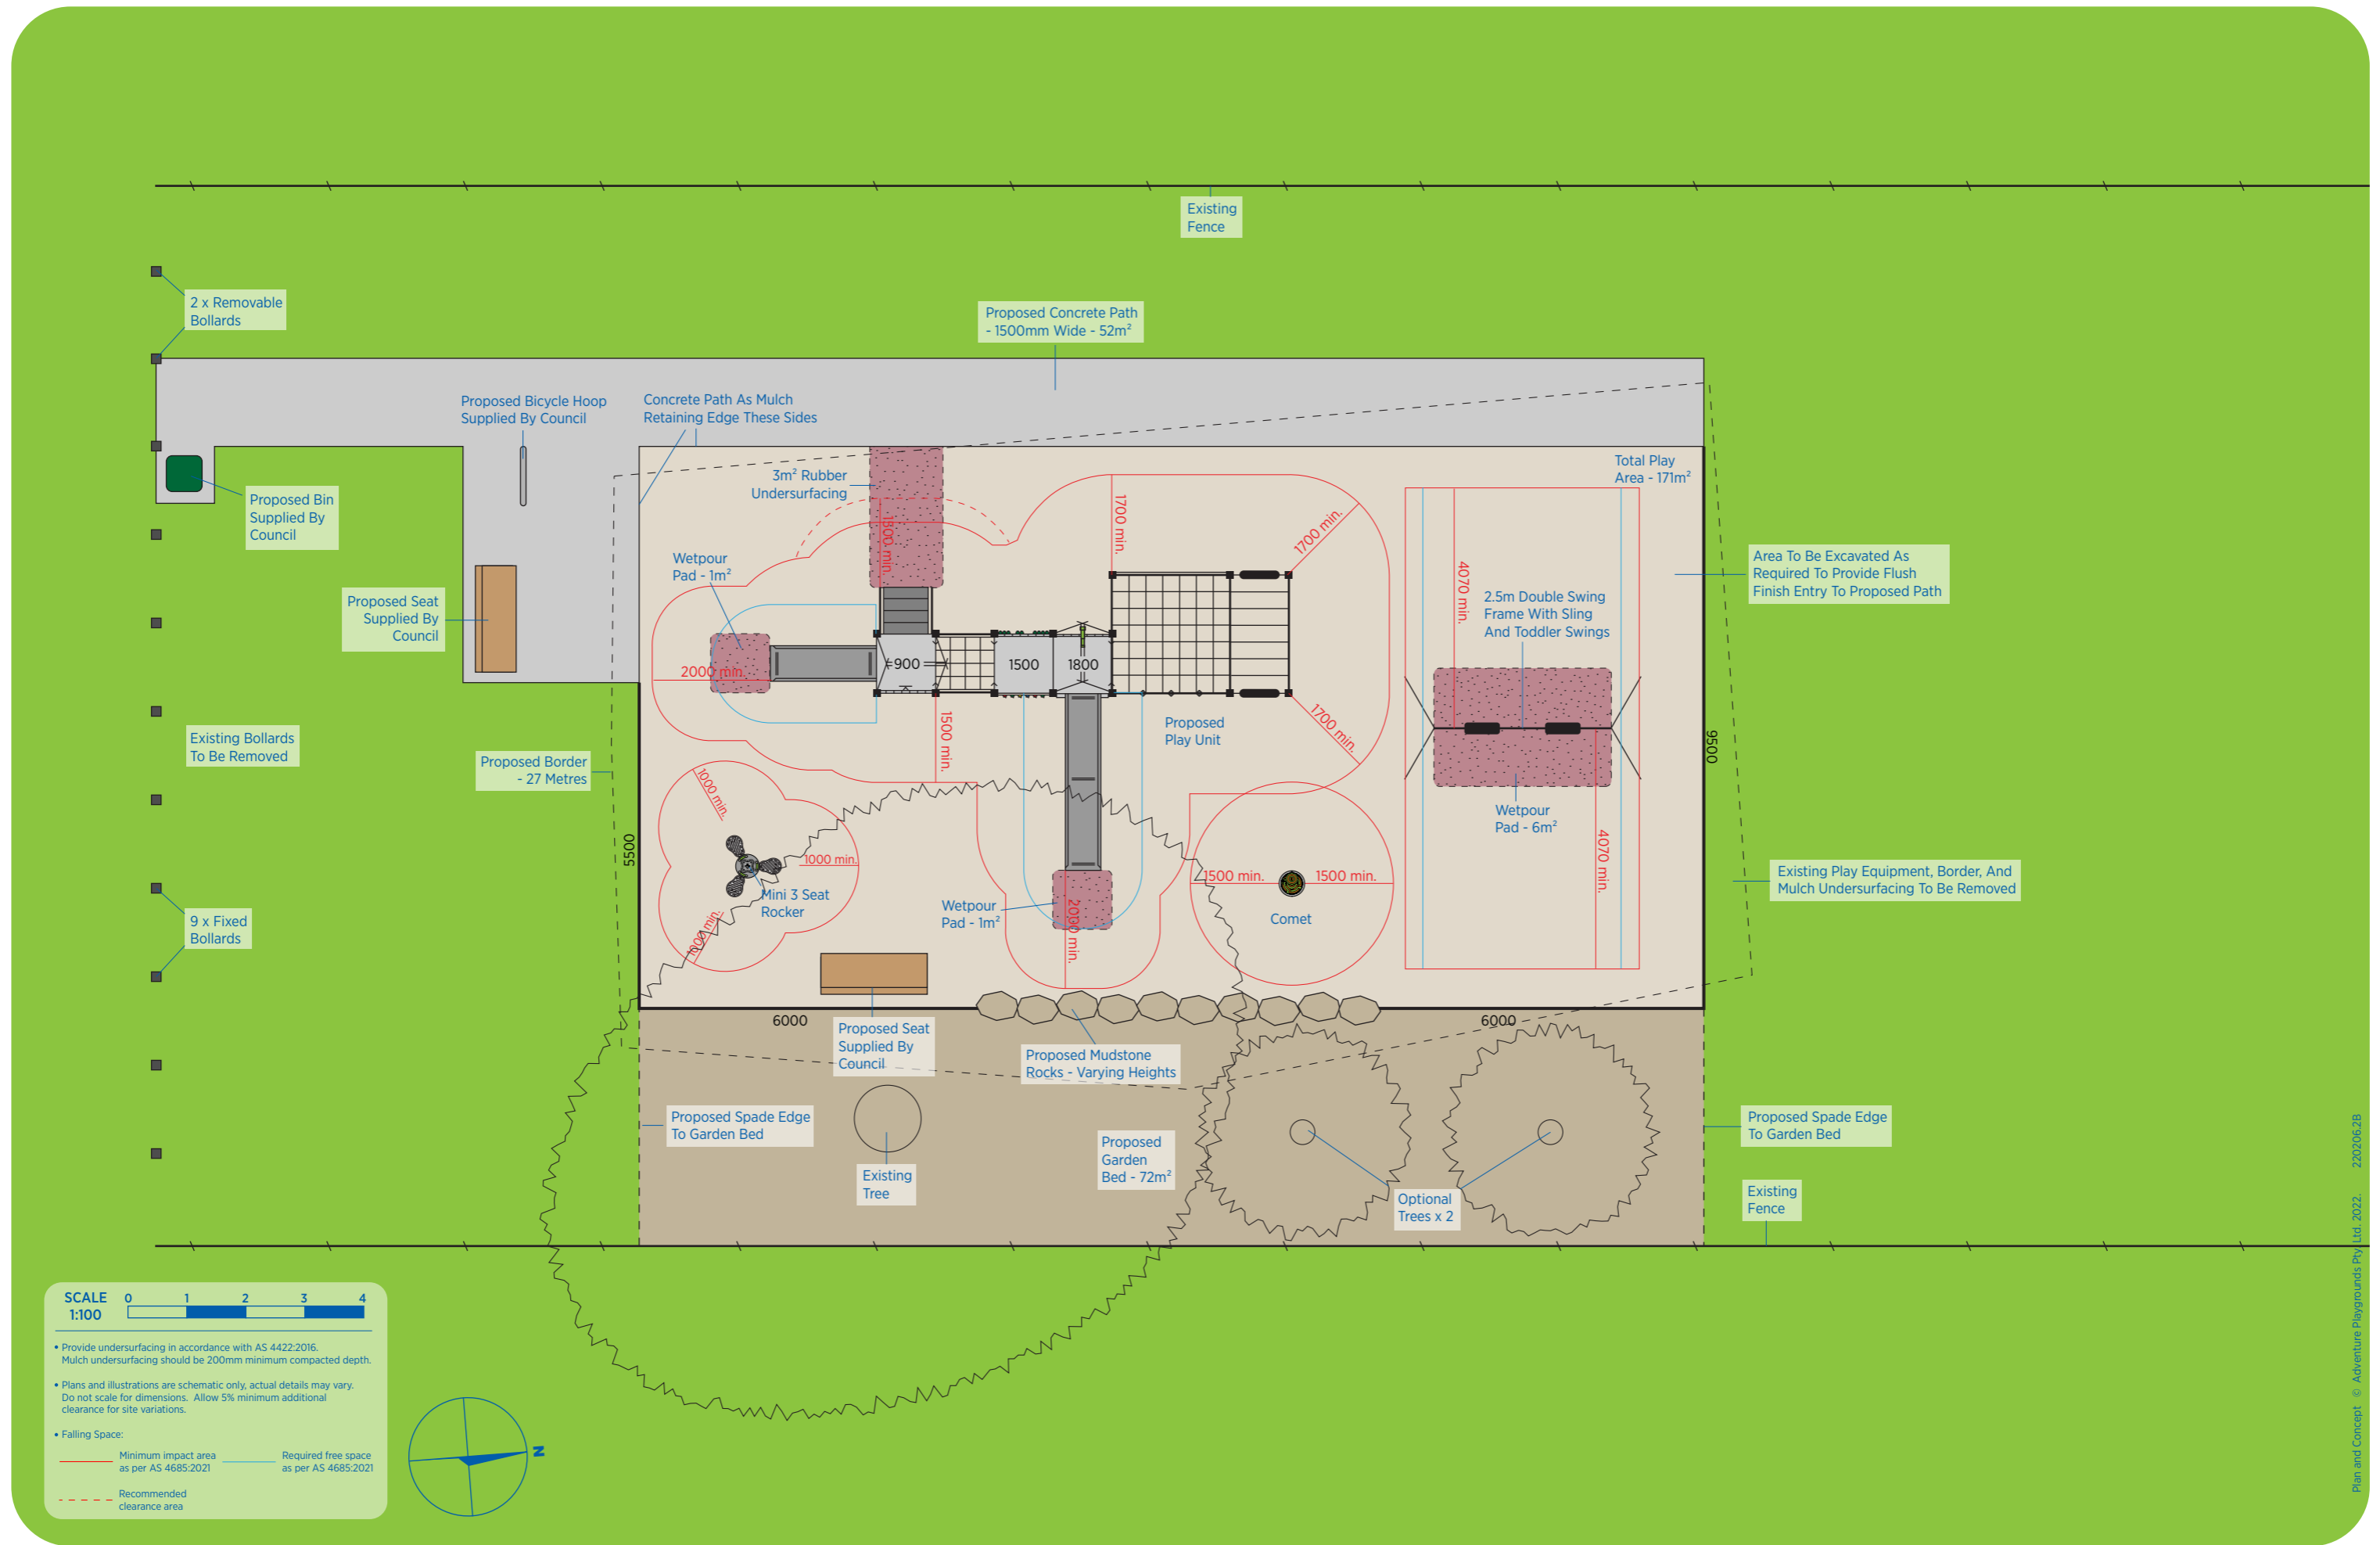 Existing
Fence
2 x Removable
Bollards
Proposed Concrete Path
- 1500mm Wide - 52m²
Proposed Bicycle Hoop
Supplied By Council
Concrete Path As Mulch
Retaining Edge These Sides
3m² Rubber
Undersurfacing
Total Play
Area - 171m²
Proposed Bin
Supplied By
Council
1800 min.
1700 min.
1700 min.
Wetpour
Pad - 1m²
4070 min.
Area To Be Excavated As
Required To Provide Flush
Finish Entry To Proposed Path
2.5m Double Swing
Frame With Sling
And Toddler Swings
Proposed Seat
Supplied By
Council
2000 min.
900
1500
1800
Proposed
Play Unit
1500 min.
1700 min.
9500
Existing Bollards
To Be Removed
Proposed Border
- 27 Metres
1000 min.
Wetpour
Pad - 6m²
5500
1000 min.
4070 min.
1500 min.
1500 min.
Existing Play Equipment, Border, And
Mulch Undersurfacing To Be Removed
Mini 3 Seat
Rocker
1000 min.
Wetpour
Pad - 1m²
2000 min.
Comet
9 x Fixed
Bollards
6000
6000
Proposed Seat
Supplied By
Council
Proposed Mudstone
Rocks - Varying Heights
Proposed Spade Edge
To Garden Bed
Proposed
Garden
Bed - 72m²
Proposed Spade Edge
To Garden Bed
Existing
Tree
Optional
Trees x 2
Existing
Fence
SCALE
1:100
0 1 2 3 4
• Provide undersurfacing in accordance with AS 4422:2016.
Mulch undersurfacing should be 200mm minimum compacted depth.
• Plans and illustrations are schematic only, actual details may vary.
Do not scale for dimensions. Allow 5% minimum additional
clearance for site variations.
• Falling Space:
Minimum impact area
as per AS 4685:2021
Required free space
as per AS 4685:2021
Recommended
clearance area
N
Plan and Concept © Adventure Playgrounds Pty. Ltd. 2022. 220206.2B